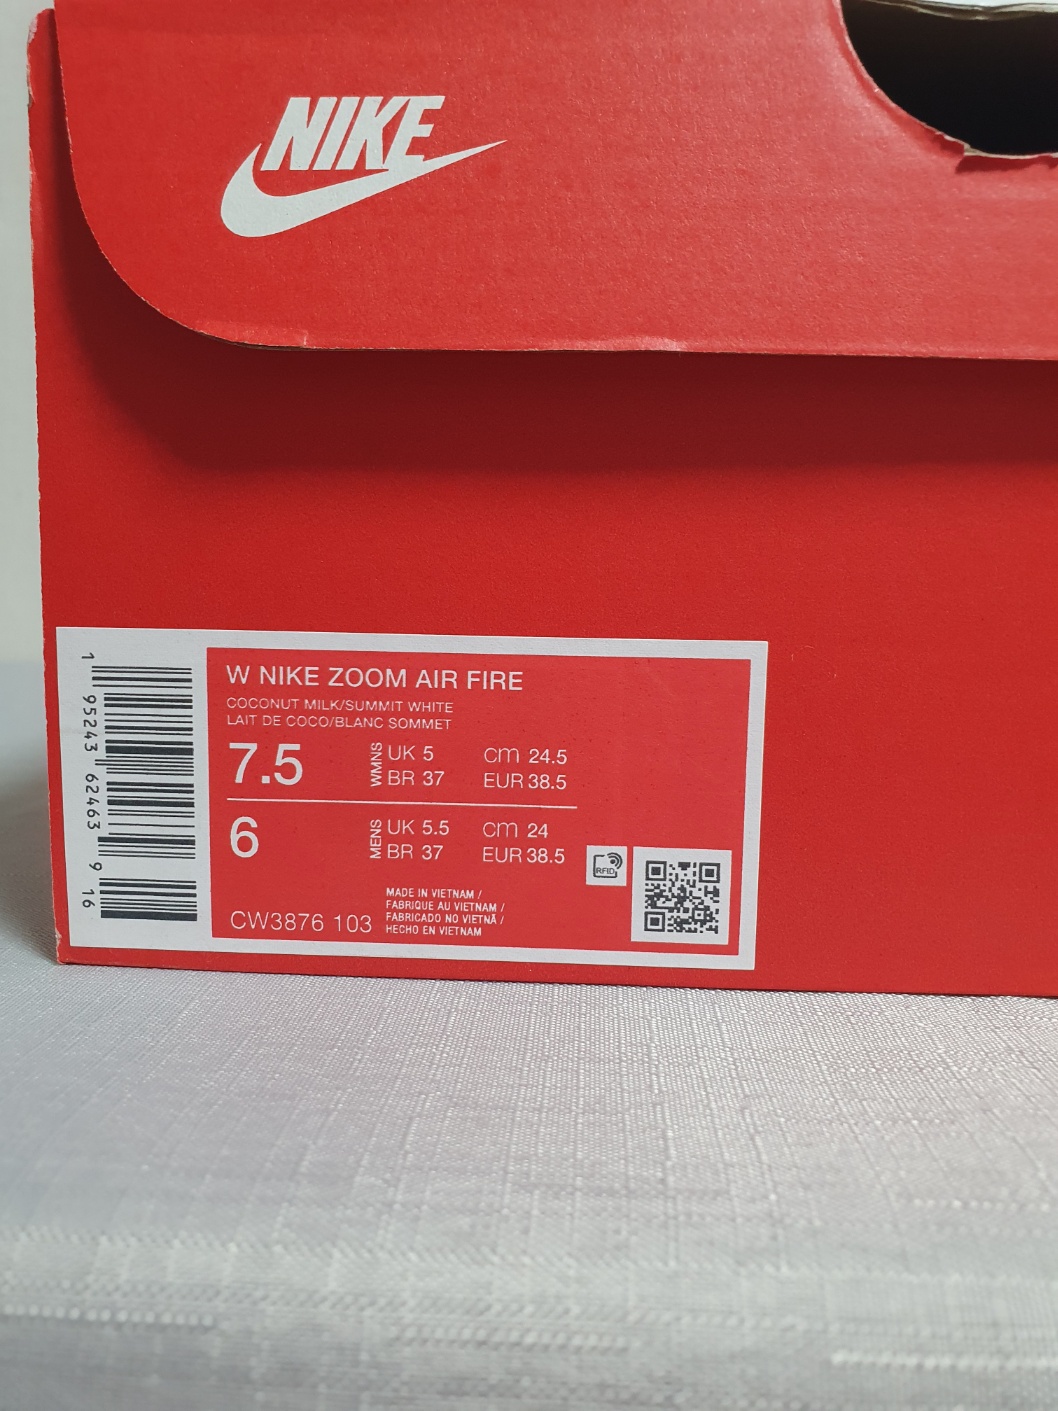 NIKE
W NIKE ZOOM AIR FIRE
COCONUT MILK/SUMMIT WHITE
LAIT DE COCO/BLANC SOMMET
7.5 WMNS UK 5 cm 24.5
BR 37 EUR 38.5
6 MENS UK 5.5 cm 24
BR 37 EUR 38.5
RFID
MADE IN VIETNAM /
FABRIQUE AU VIETNAM /
FABRICADO NO VIETNÃ /
HECHO EN VIETNAM
CW3876 103
1 95243 62463 9 16